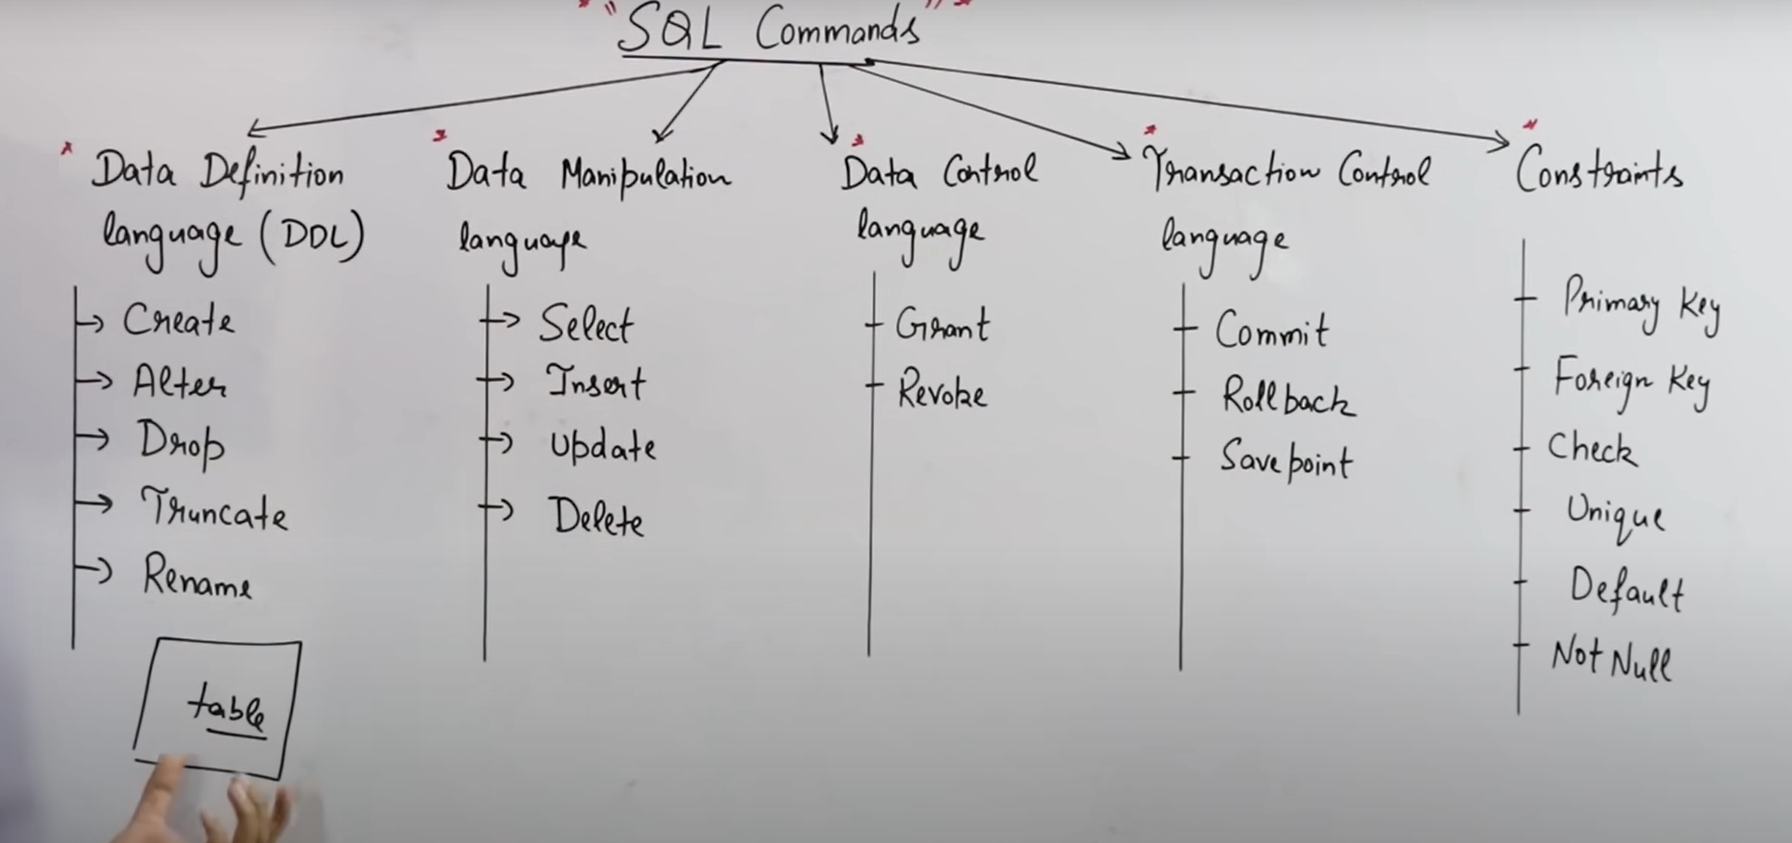 "SQL Commands"
Data Definition
language (DDL)
Create
Alter
Drop
Truncate
Rename
table
Data Manipulation
language
Select
Insert
Update
Delete
Data Control
language
Grant
Revoke
Transaction Control
language
Commit
Rollback
Savepoint
Constraints
Primary Key
Foreign Key
Check
Unique
Default
Not Null